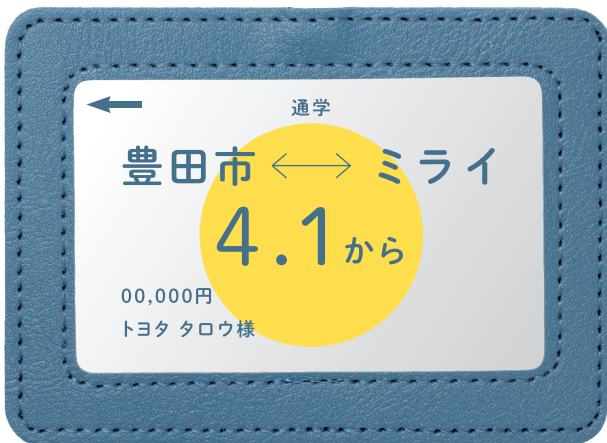 通学
豊田市 ↔ ミライ
4.1から
00,000円
トヨタ タロウ様